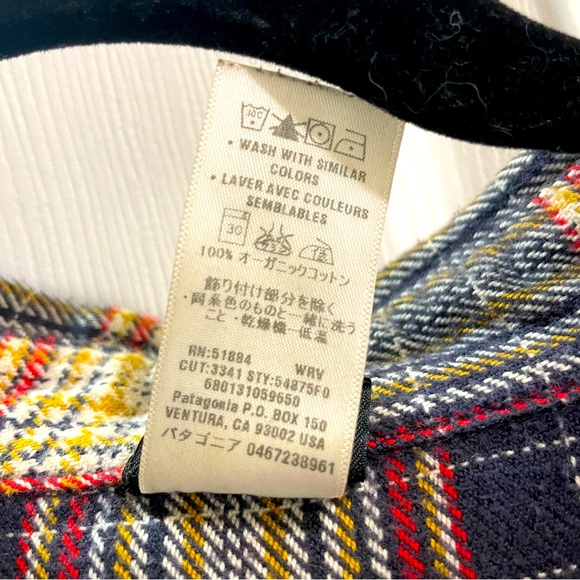 30C
• WASH WITH SIMILAR
COLORS
• LAVER AVEC COULEURS
SEMBLABLES
30
100% オーガニックコットン
飾り付け部分を除く
・同系色のものと一緒に洗う
こと・乾燥機-低温
RN:51884 WRV
CUT:3341 STY:54875F0
680131059650
Patagonia P.O. BOX 150
VENTURA, CA 93002 USA
パタゴニア 0467238961